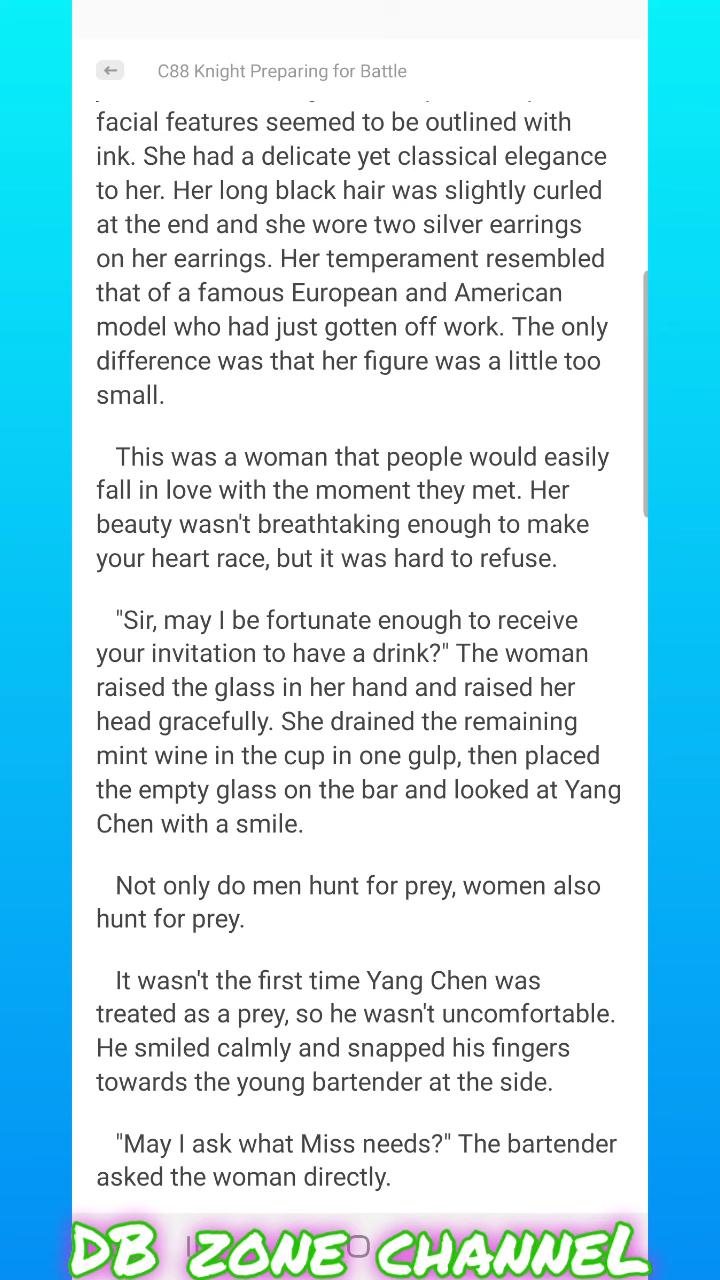 C88 Knight Preparing for Battle
facial features seemed to be outlined with
ink. She had a delicate yet classical elegance
to her. Her long black hair was slightly curled
at the end and she wore two silver earrings
on her earrings. Her temperament resembled
that of a famous European and American
model who had just gotten off work. The only
difference was that her figure was a little too
small.
This was a woman that people would easily
fall in love with the moment they met. Her
beauty wasn't breathtaking enough to make
your heart race, but it was hard to refuse.
"Sir, may I be fortunate enough to receive
your invitation to have a drink?" The woman
raised the glass in her hand and raised her
head gracefully. She drained the remaining
mint wine in the cup in one gulp, then placed
the empty glass on the bar and looked at Yang
Chen with a smile.
Not only do men hunt for prey, women also
hunt for prey.
It wasn't the first time Yang Chen was
treated as a prey, so he wasn't uncomfortable.
He smiled calmly and snapped his fingers
towards the young bartender at the side.
"May I ask what Miss needs?" The bartender
asked the woman directly.
DB ZONE CHANNEL